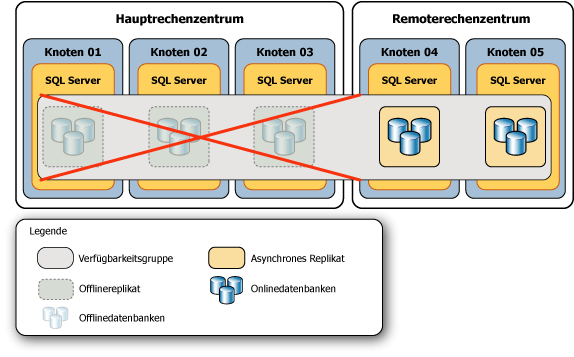 Hauptrechenzentrum
Remoterechenzentrum
Knoten 01
Knoten 02
Knoten 03
Knoten 04
Knoten 05
SQL Server
SQL Server
SQL Server
SQL Server
SQL Server
Legende
Verfügbarkeitsgruppe
Asynchrones Replikat
Offlinereplikat
Onlinedatenbanken
Offlinedatenbanken